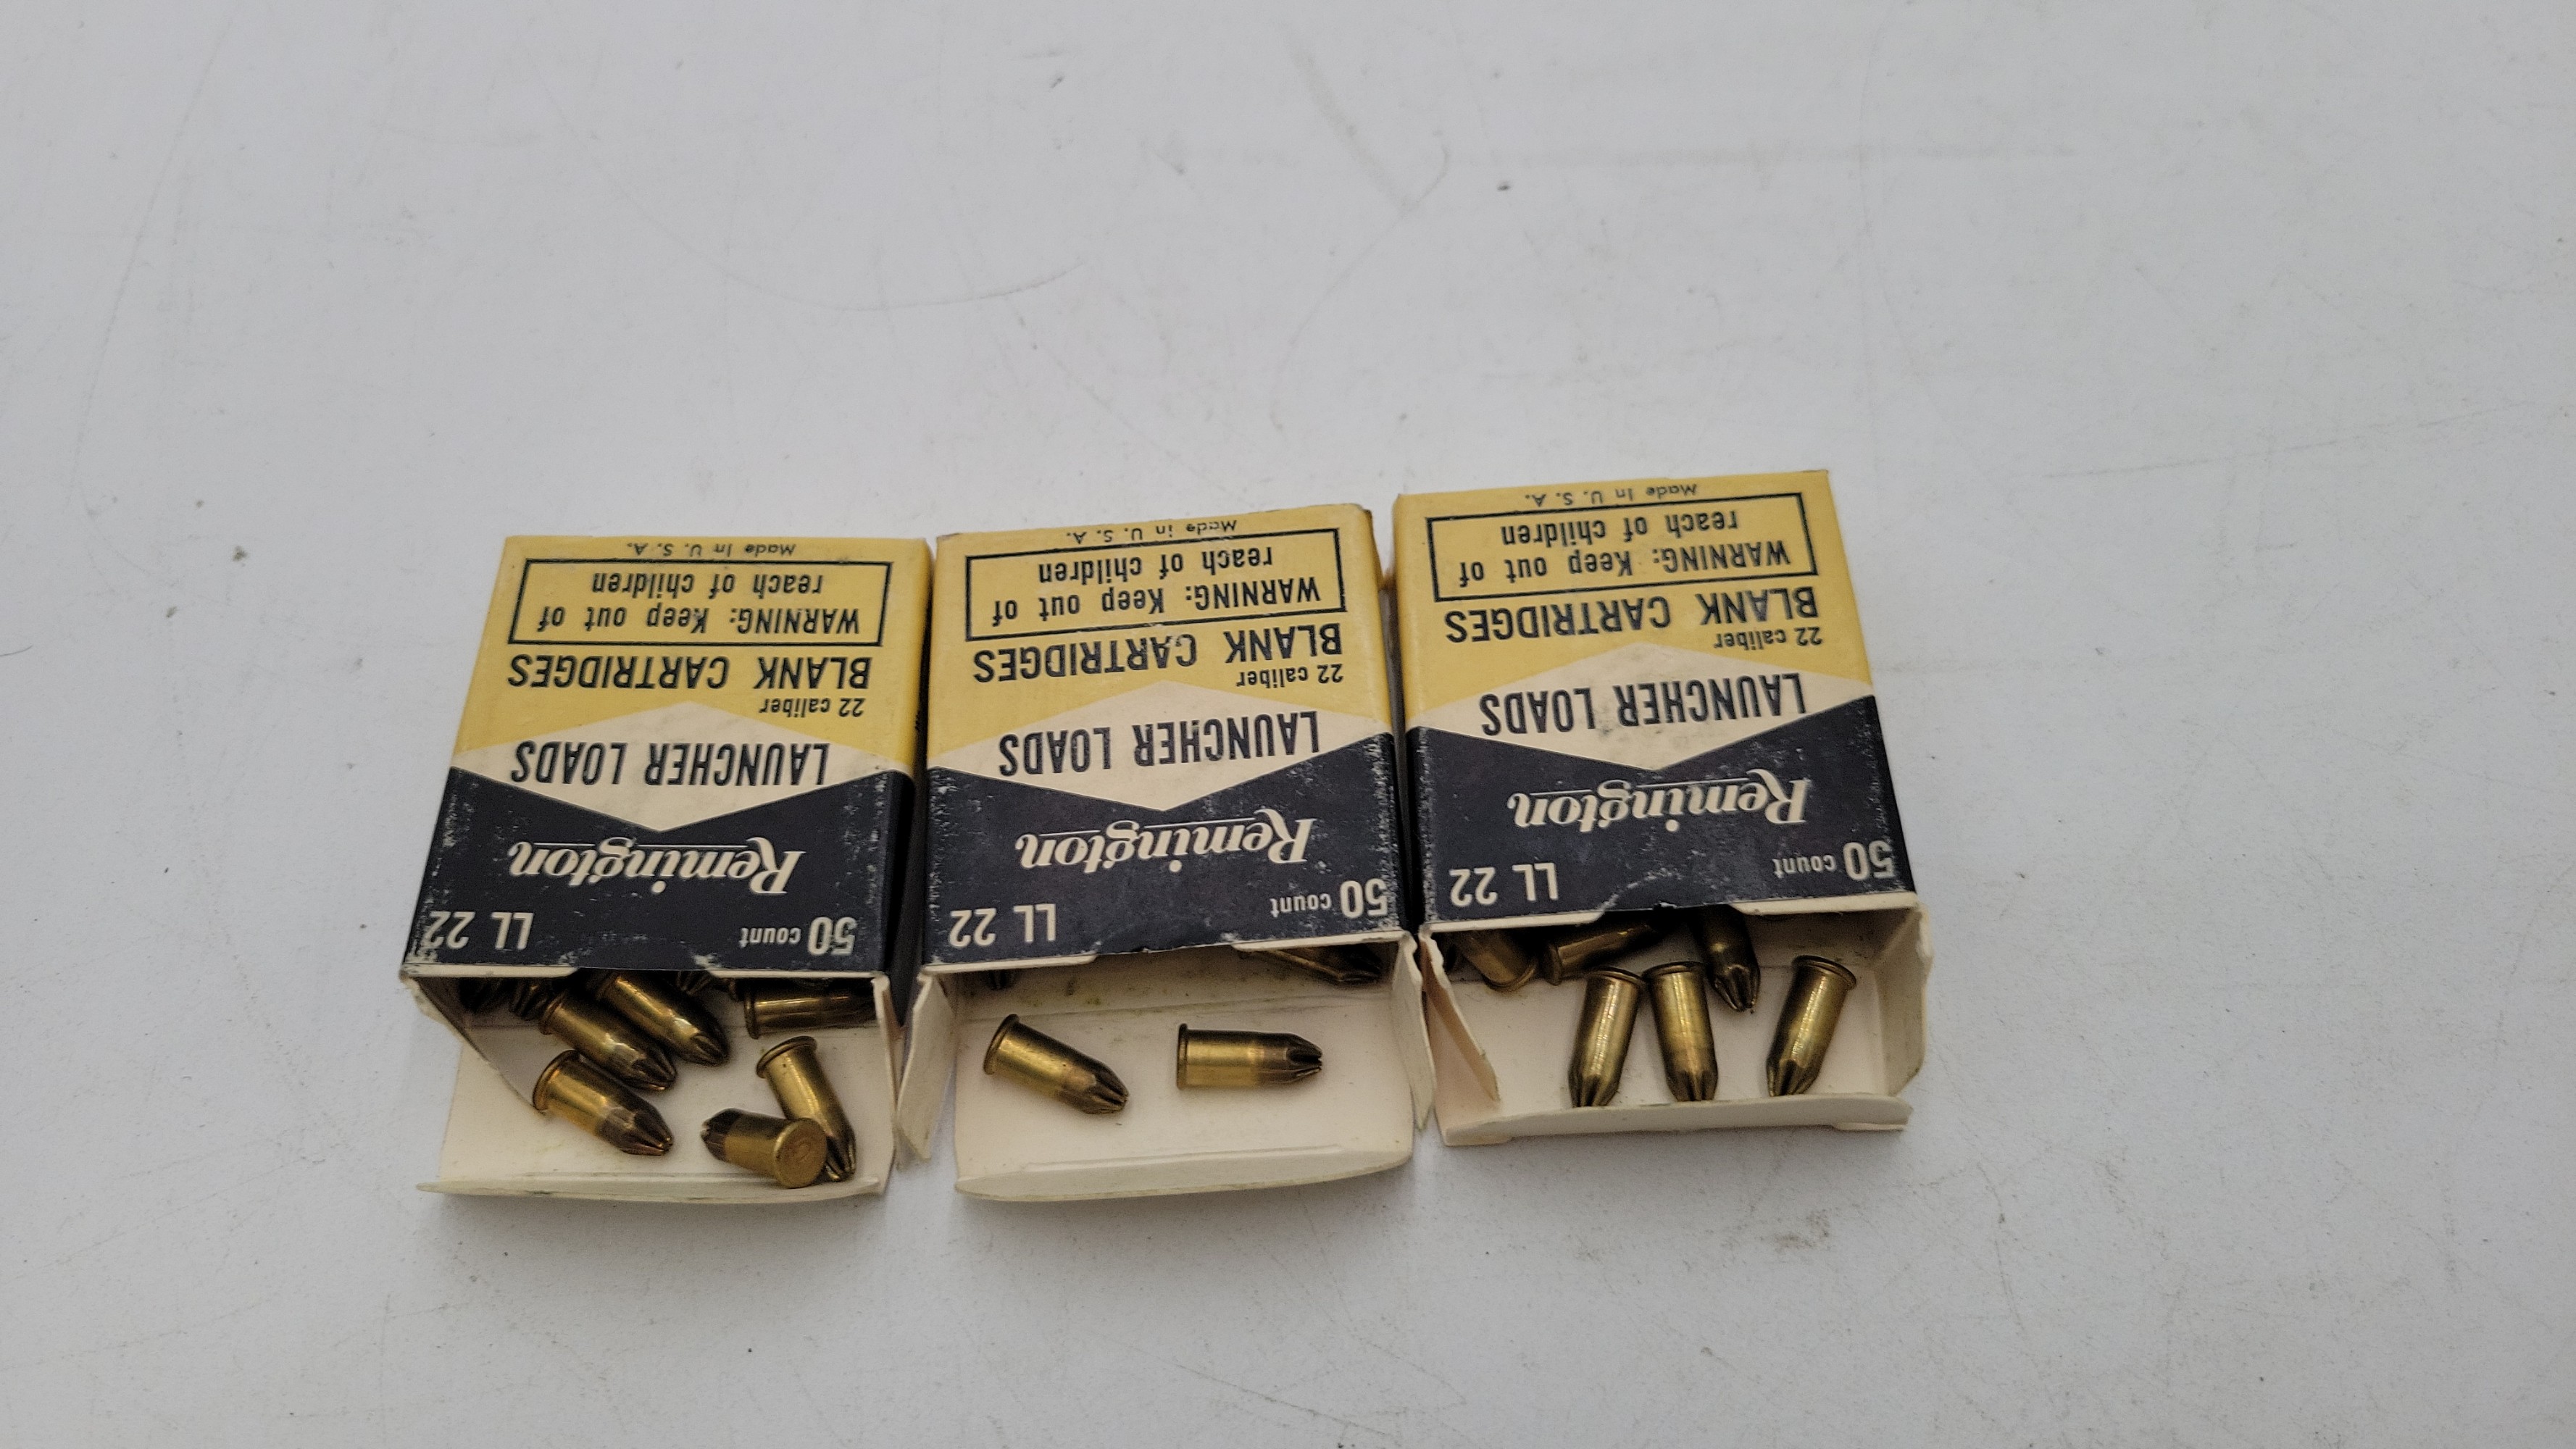 50 count LL 22
Remington
LAUNCHER LOADS
22 caliber
BLANK CARTRIDGES
WARNING: Keep out of
reach of children
Made in U. S. A.
50 count LL 22
Remington
LAUNCHER LOADS
22 caliber
BLANK CARTRIDGES
WARNING: Keep out of
reach of children
Made in U. S. A.
50 count LL 22
Remington
LAUNCHER LOADS
22 caliber
BLANK CARTRIDGES
WARNING: Keep out of
reach of children
Made in U. S. A.